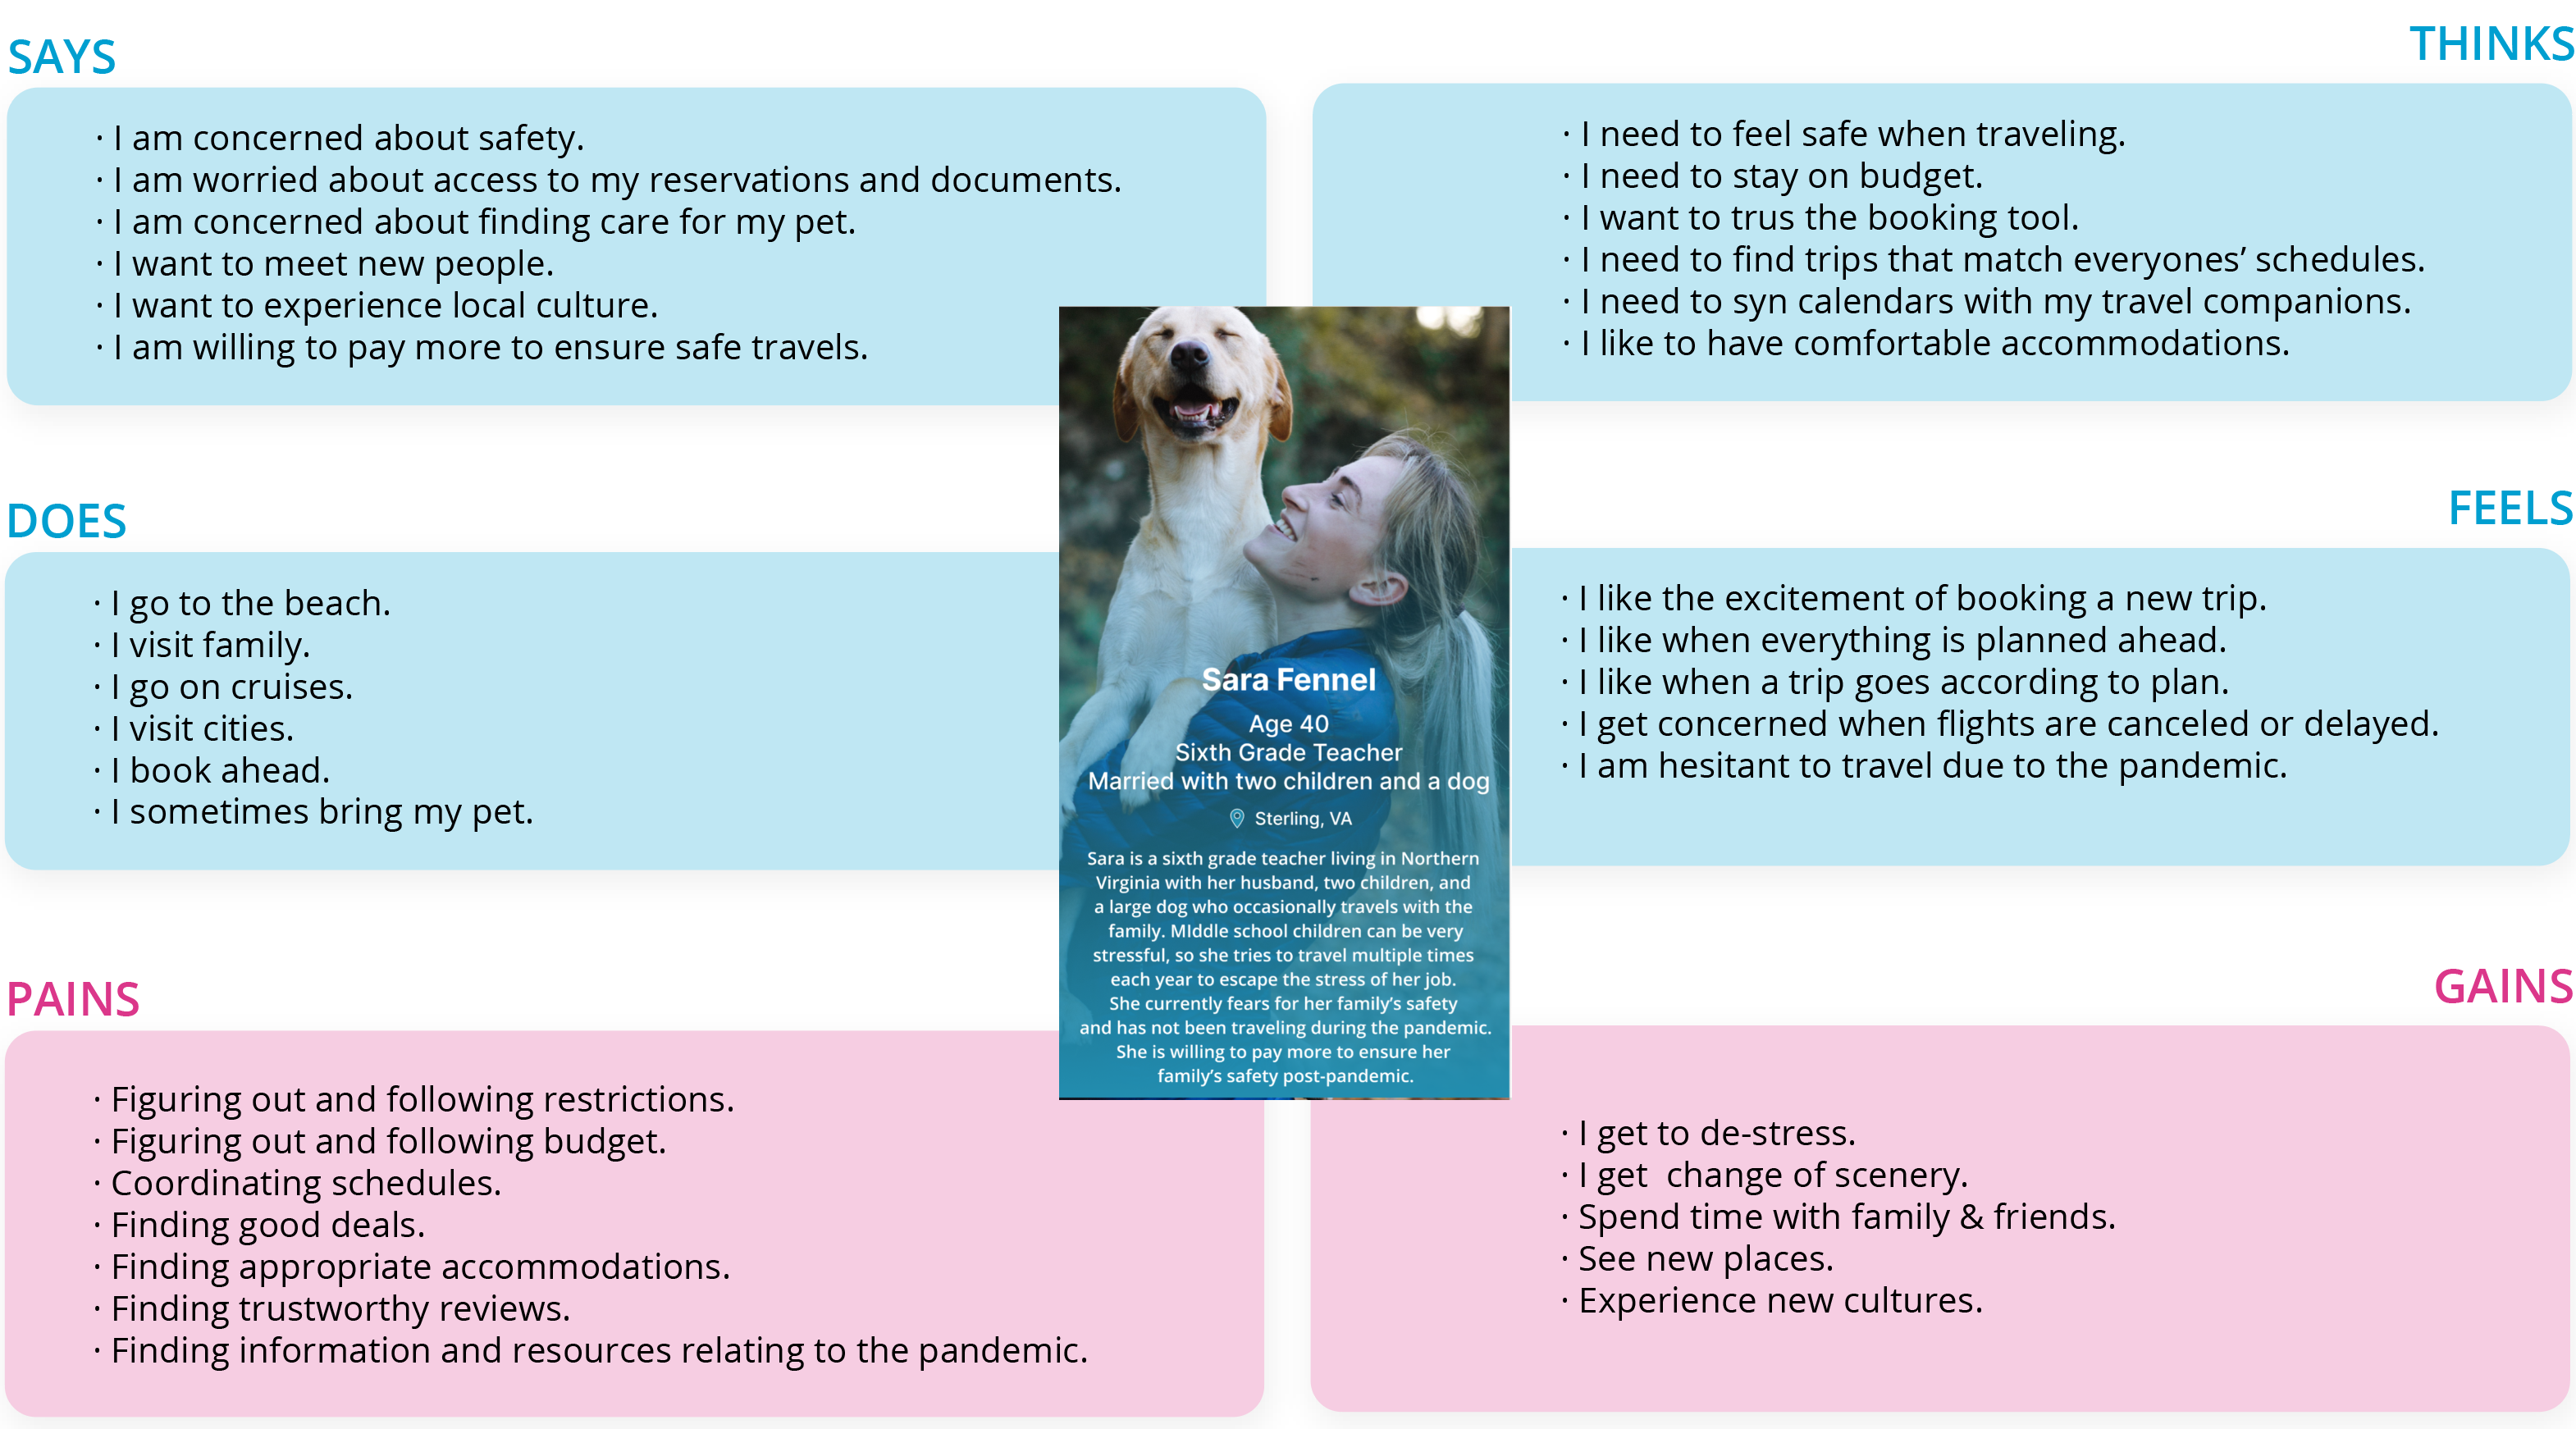 SAYS
· I am concerned about safety.
· I am worried about access to my reservations and documents.
· I am concerned about finding care for my pet.
· I want to meet new people.
· I want to experience local culture.
· I am willing to pay more to ensure safe travels.
THINKS
· I need to feel safe when traveling.
· I need to stay on budget.
· I want to trus the booking tool.
· I need to find trips that match everyones’ schedules.
· I need to syn calendars with my travel companions.
· I like to have comfortable accommodations.
DOES
· I go to the beach.
· I visit family.
· I go on cruises.
· I visit cities.
· I book ahead.
· I sometimes bring my pet.
Sara Fennel
Age 40
Sixth Grade Teacher
Married with two children and a dog
Sterling, VA
Sara is a sixth grade teacher living in Northern
Virginia with her husband, two children, and
a large dog who occasionally travels with the
family. MIddle school children can be very
stressful, so she tries to travel multiple times
each year to escape the stress of her job.
She currently fears for her family’s safety
and has not been traveling during the pandemic.
She is willing to pay more to ensure her
family’s safety post-pandemic.
FEELS
· I like the excitement of booking a new trip.
· I like when everything is planned ahead.
· I like when a trip goes according to plan.
· I get concerned when flights are canceled or delayed.
· I am hesitant to travel due to the pandemic.
PAINS
· Figuring out and following restrictions.
· Figuring out and following budget.
· Coordinating schedules.
· Finding good deals.
· Finding appropriate accommodations.
· Finding trustworthy reviews.
· Finding information and resources relating to the pandemic.
GAINS
· I get to de-stress.
· I get  change of scenery.
· Spend time with family & friends.
· See new places.
· Experience new cultures.